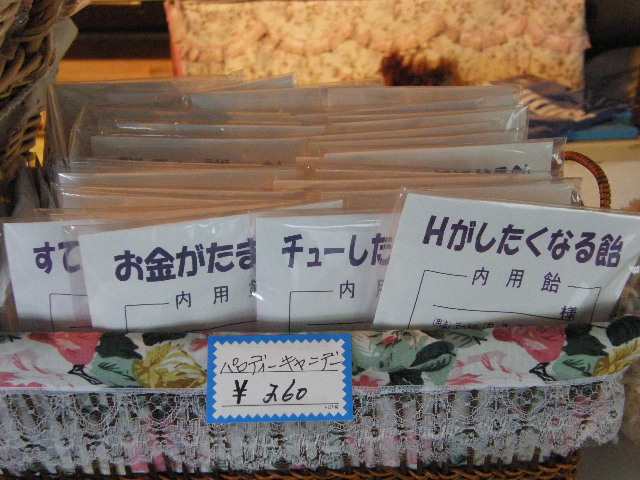 すて
お金がたま
チューした
Hがしたくなる飴
内用飴
内
内用飴
様
パロディーキャンデー
¥260